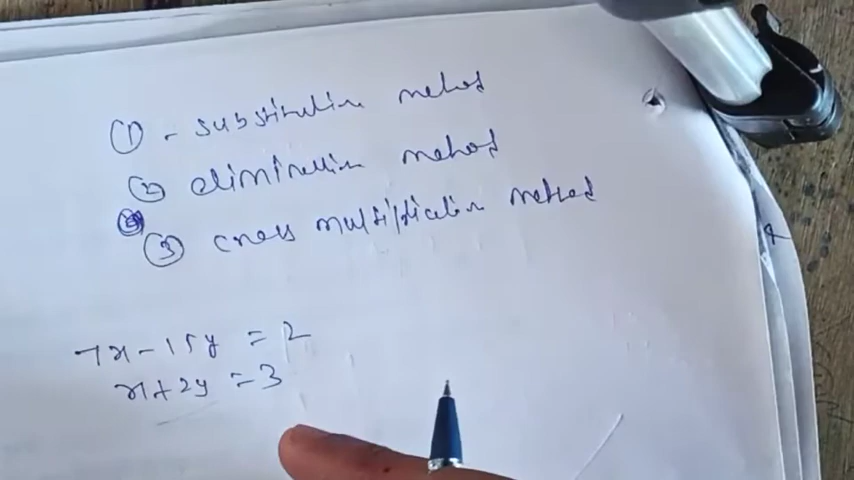 ① - substitution method
② elimination method
③ cross multiplication method
7x - 15y = 2
x + 2y = 3